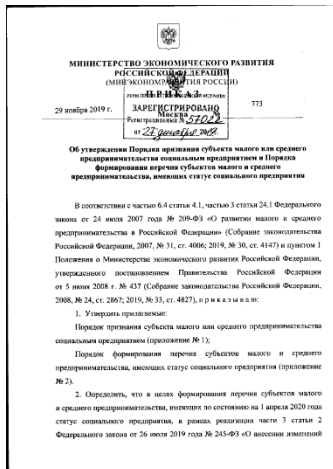 МИНИСТЕРСТВО ЭКОНОМИЧЕСКОГО РАЗВИТИЯ
РОССИЙСКОЙ ФЕДЕРАЦИИ
(МИНЭКОНОМРАЗВИТИЯ РОССИИ)
ПРИКАЗ
ЗАРЕГИСТРИРОВАНО
29 ноября 2019 г. Москва 773
Регистрационный № 57022
от 27 декабря 2019
Об утверждении Порядка признания субъекта малого или среднего
предпринимательства социальным предприятием и Порядка
формирования перечня субъектов малого и среднего
предпринимательства, имеющих статус социального предприятия
В соответствии с частью 6.4 статьи 4.1, частью 3 статьи 24.1 Федерального
закона от 24 июля 2007 года № 209-ФЗ «О развитии малого и среднего
предпринимательства в Российской Федерации» (Собрание законодательства
Российской Федерации, 2007, № 31, ст. 4006; 2019, № 30, ст. 4147) и пунктом 1
Положения о Министерстве экономического развития Российской Федерации,
утвержденного постановлением Правительства Российской Федерации
от 5 июня 2008 г. № 437 (Собрание законодательства Российской Федерации,
2008, № 24, ст. 2867; 2019, № 33, ст. 4827), п р и к а з ы в а ю:
1. Утвердить прилагаемые:
Порядок признания субъекта малого или среднего предпринимательства
социальным предприятием (приложение № 1);
Порядок формирования перечня субъектов малого и среднего
предпринимательства, имеющих статус социального предприятия (приложение
№ 2).
2. Определить, что в целях формирования перечня субъектов малого
и среднего предпринимательства, имеющих по состоянию на 1 апреля 2020 года
статус социального предприятия, в рамках реализации части 3 статьи 2
Федерального закона от 26 июля 2019 года № 245-ФЗ «О внесении изменений